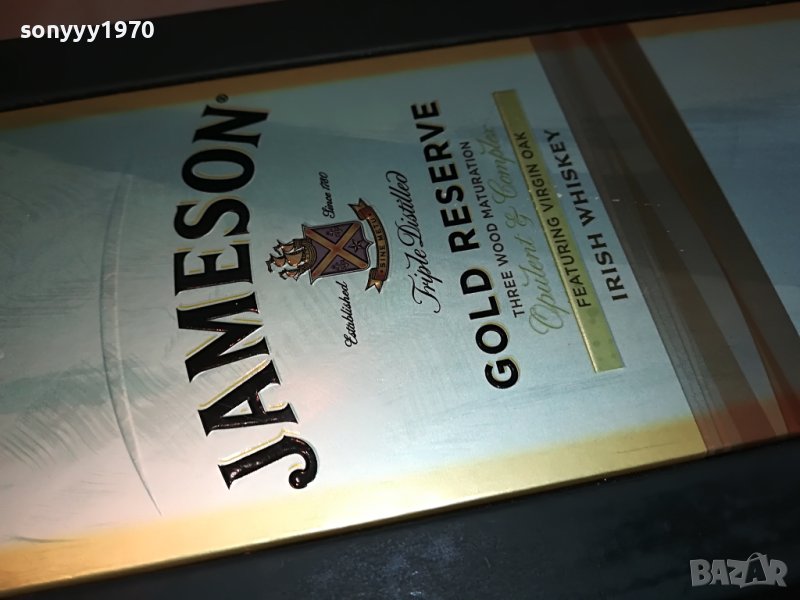 sonyyy1970
JAMESON®
Established Since 1780
SINE METU
Triple Distilled
GOLD RESERVE
THREE WOOD MATURATION
Opulent & Complex
FEATURING VIRGIN OAK
IRISH WHISKEY
BAZAR